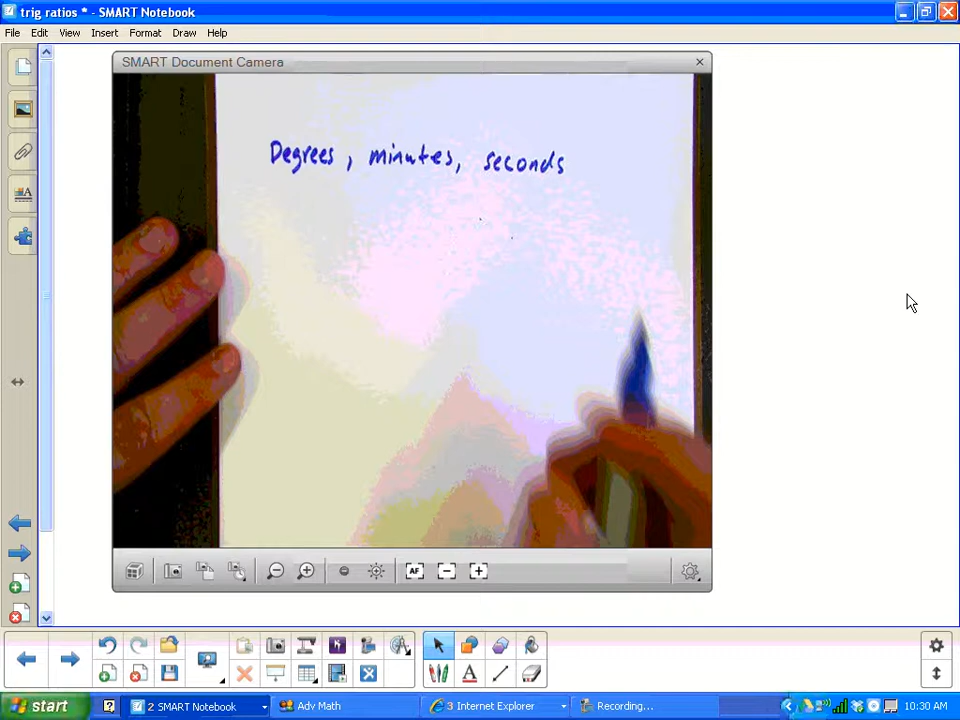 trig ratios * - SMART Notebook
File Edit View Insert Format Draw Help
SMART Document Camera
Degrees, minutes, seconds
AF
start
2 SMART Notebook
Adv Math
3 Internet Explorer
Recording...
10:30 AM